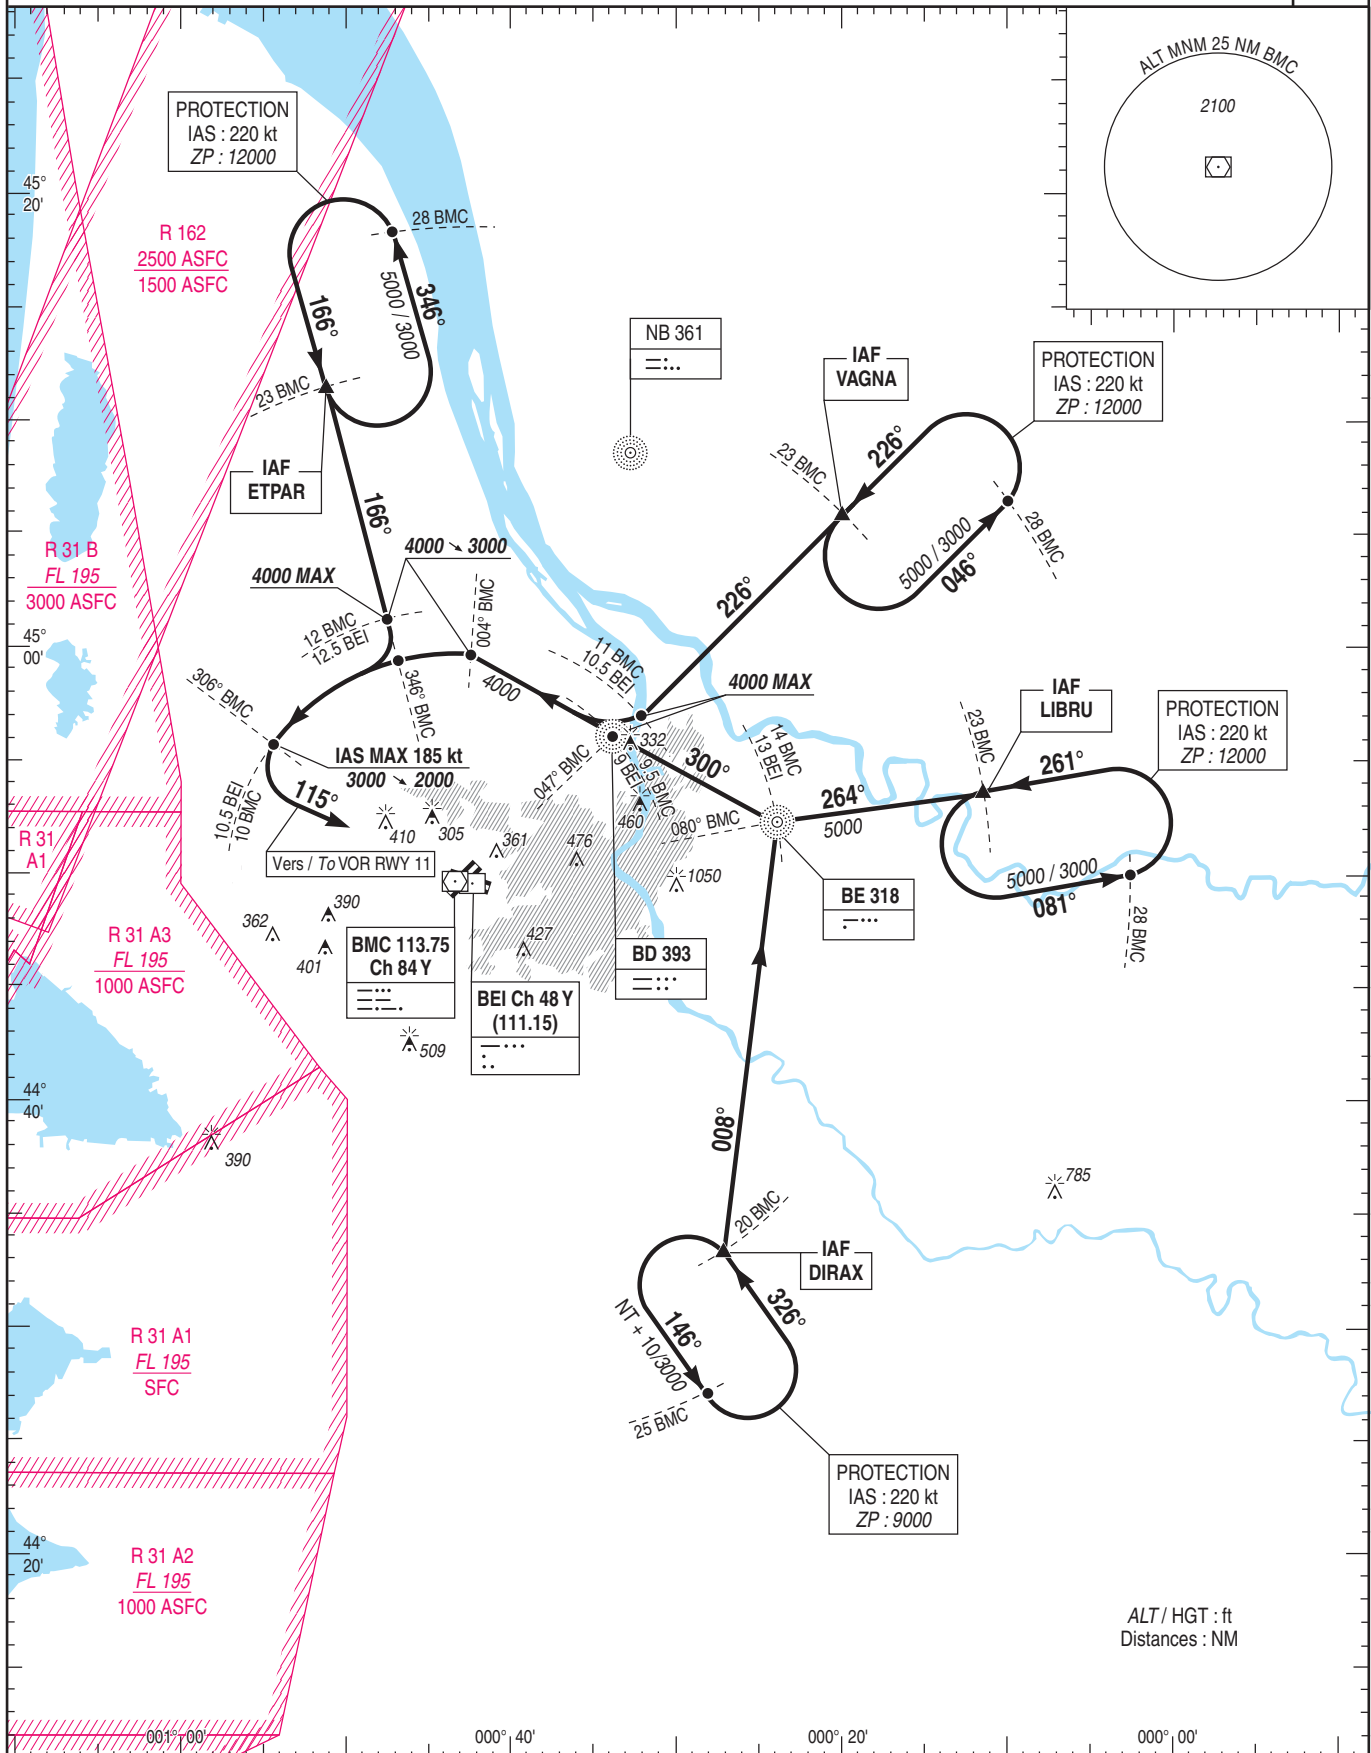 ALT MNM 25 NM BMC
2100
PROTECTION
IAS : 220 kt
ZP : 12000
45°
20'
28 BMC
R 162
2500 ASFC
1500 ASFC
166°
346°
5000 / 3000
23 BMC
IAF
ETPAR
NB 361
IAF
VAGNA
PROTECTION
IAS : 220 kt
ZP : 12000
226°
23 BMC
28 BMC
5000 / 3000
046°
166°
R 31 B
FL 195
3000 ASFC
4000 ↘ 3000
4000 MAX
226°
004° BMC
12 BMC
12.5 BEI
45°
00'
11 BMC
10.5 BEI
306° BMC
346° BMC
4000
4000 MAX
IAF
LIBRU
PROTECTION
IAS : 220 kt
ZP : 12000
23 BMC
14 BMC
13 BEI
332
9.5 BMC
9 BEI
300°
261°
IAS MAX 185 kt
3000 ↘ 2000
047° BMC
115°
10.5 BEI
10 BMC
264°
5000
460
080° BMC
410
305
361
476
1050
R 31
A1
Vers / To VOR RWY 11
5000 / 3000
081°
28 BMC
BE 318
390
362
401
427
R 31 A3
FL 195
1000 ASFC
BMC 113.75
Ch 84 Y
BD 393
BEI Ch 48 Y
(111.15)
509
44°
40'
008°
390
785
20 BMC
IAF
DIRAX
326°
146°
NT + 10/3000
25 BMC
R 31 A1
FL 195
SFC
PROTECTION
IAS : 220 kt
ZP : 9000
44°
20'
R 31 A2
FL 195
1000 ASFC
ALT / HGT : ft
Distances : NM
001° 00'
000° 40'
000° 20'
000° 00'